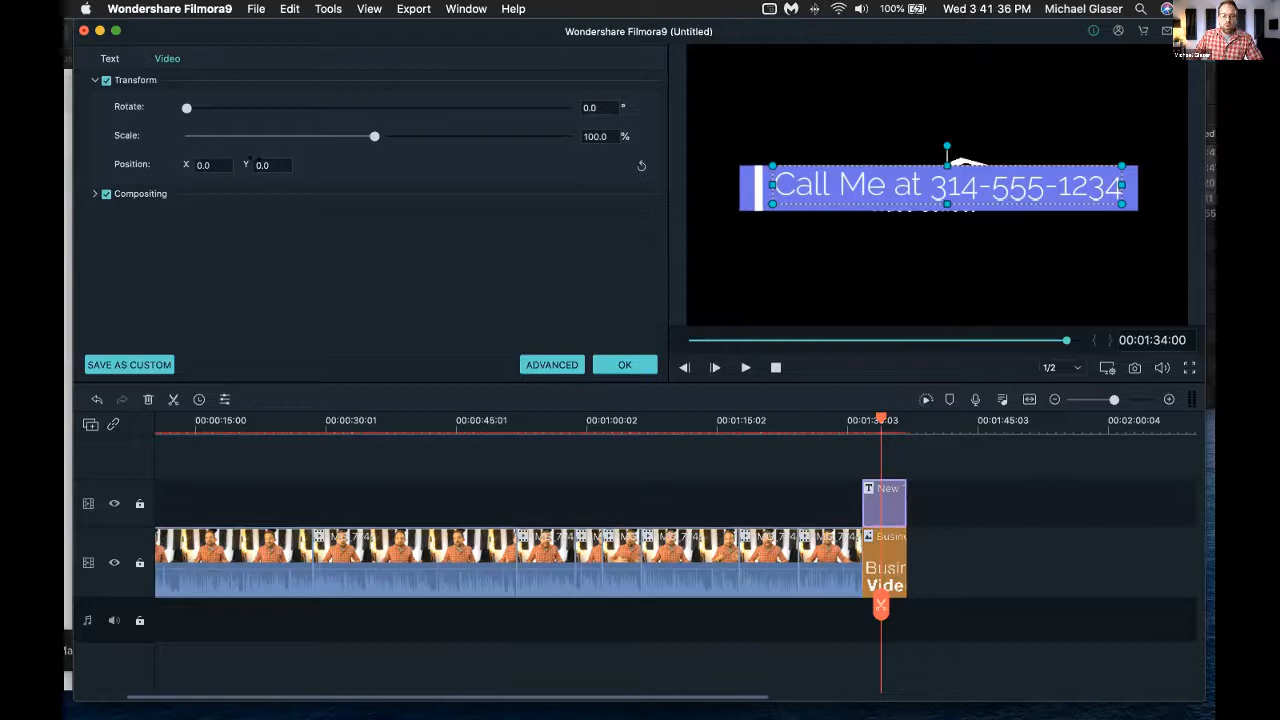 Wondershare Filmora9 File Edit Tools View Export Window Help 100% Wed 3 41 36 PM Michael Glaser
Wondershare Filmora9 (Untitled)
Michael Glaser
Text Video
Transform
Rotate: 0.0 °
Scale: 100.0 %
Position: X 0.0 Y 0.0
Compositing
Call Me at 314-555-1234
SAVE AS CUSTOM ADVANCED OK
00:01:34:00
1/2
00:00:15:00 00:00:30:01 00:00:45:01 00:01:00:02 00:01:15:02 00:01:30:03 00:01:45:03 00:02:00:04
T New
Busine
Busin
Vide